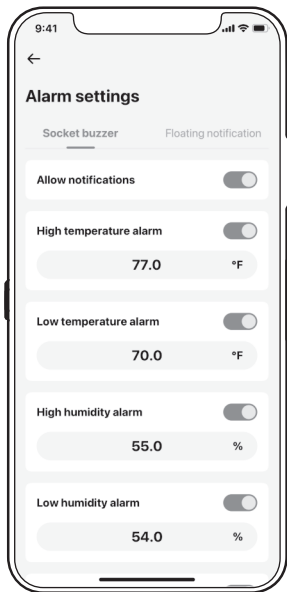 9:41
Alarm settings
Socket buzzer Floating notification
Allow notifications
High temperature alarm
77.0 °F
Low temperature alarm
70.0 °F
High humidity alarm
55.0 %
Low humidity alarm
54.0 %